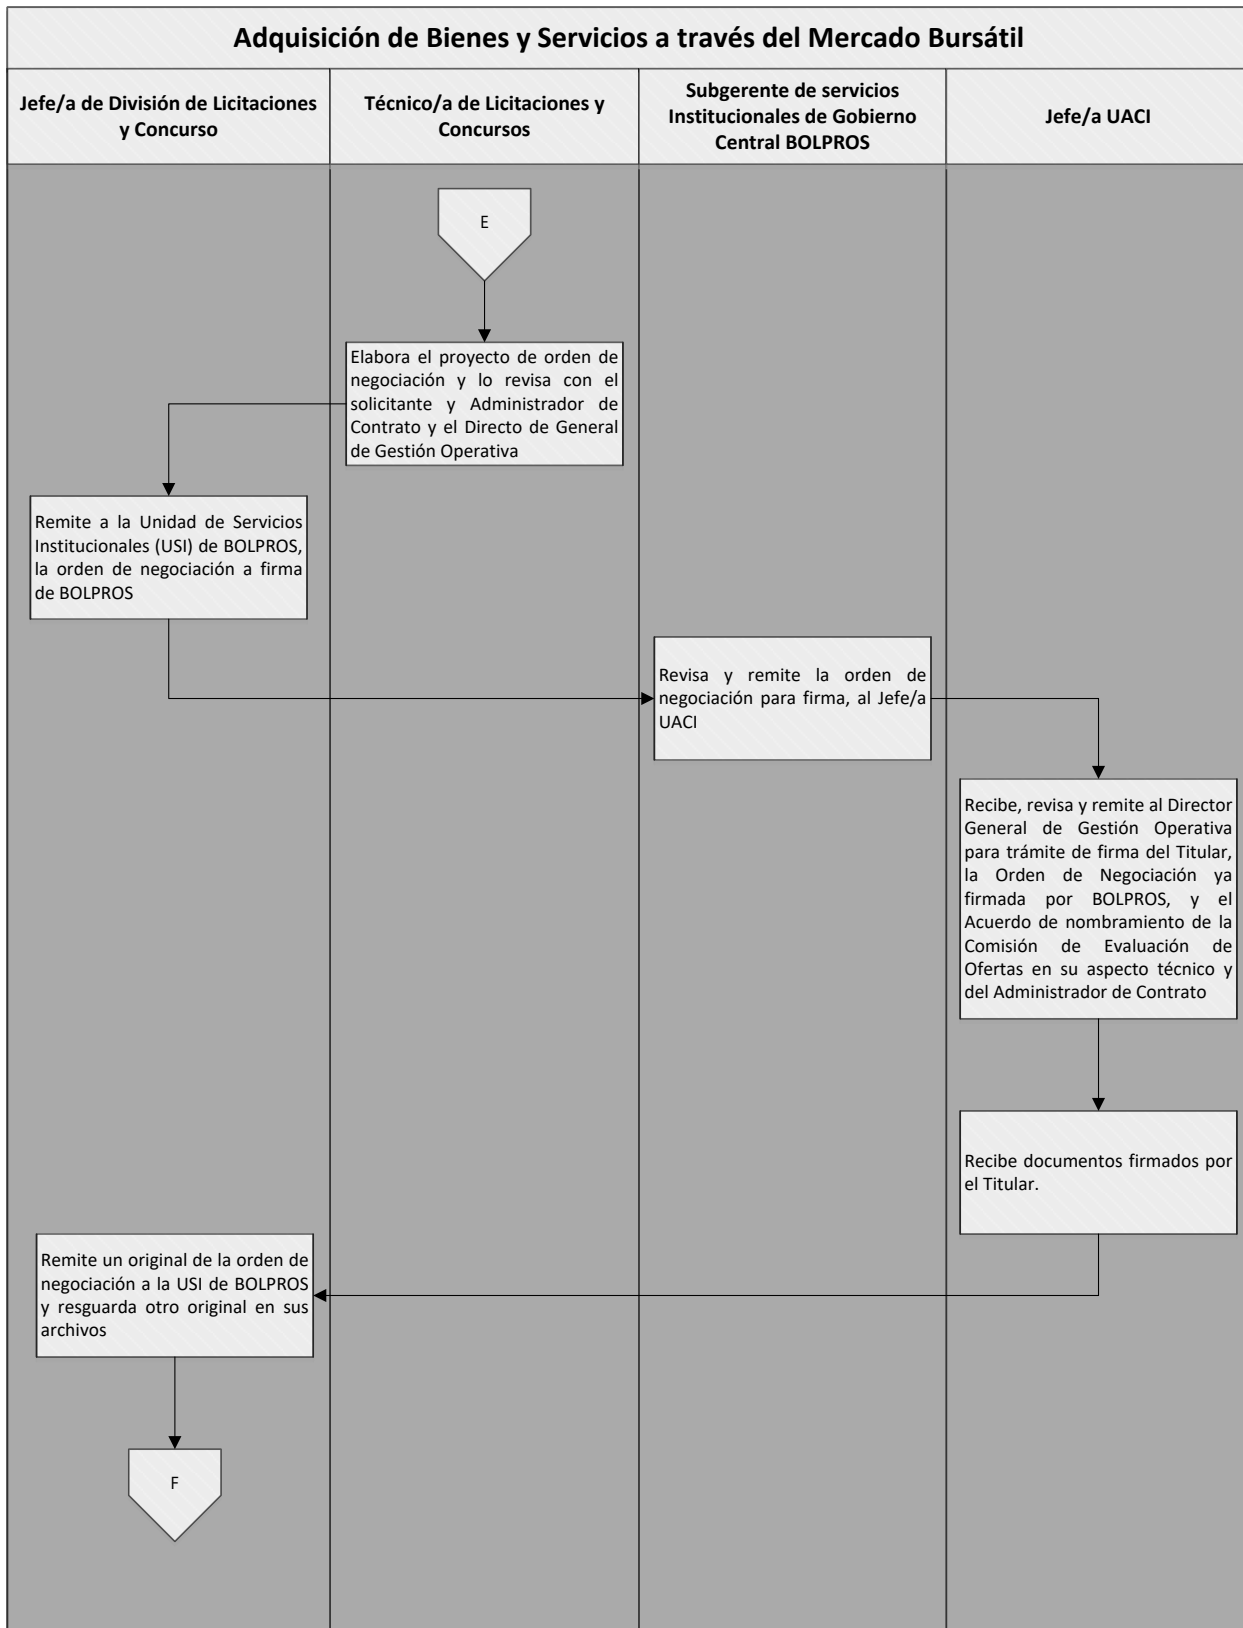 Adquisición de Bienes y Servicios a través del Mercado Bursátil
Jefe/a de División de Licitaciones
y Concurso
Técnico/a de Licitaciones y
Concursos
Subgerente de servicios
Institucionales de Gobierno
Central BOLPROS
Jefe/a UACI
E
Elabora el proyecto de orden de
negociación y lo revisa con el
solicitante y Administrador de
Contrato y el Directo de General
de Gestión Operativa
Remite a la Unidad de Servicios
Institucionales (USI) de BOLPROS,
la orden de negociación a firma
de BOLPROS
Revisa y remite la orden de
negociación para firma, al Jefe/a
UACI
Recibe, revisa y remite al Director
General de Gestión Operativa
para trámite de firma del Titular,
la Orden de Negociación ya
firmada por BOLPROS, y el
Acuerdo de nombramiento de la
Comisión de Evaluación de
Ofertas en su aspecto técnico y
del Administrador de Contrato
Recibe documentos firmados por
el Titular.
Remite un original de la orden de
negociación a la USI de BOLPROS
y resguarda otro original en sus
archivos
F